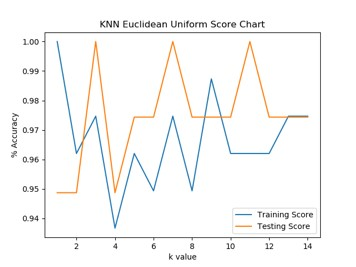 KNN Euclidean Uniform Score Chart
1.00
0.99
0.98
0.97
0.96
0.95
0.94
% Accuracy
2 4 6 8 10 12 14
k value
Training Score
Testing Score